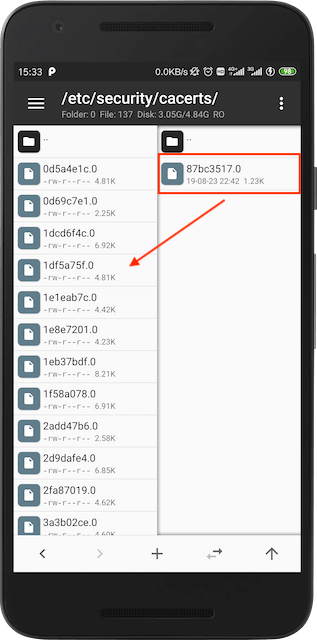 15:33 P 0.0K/s 4G+ 3G 98
/etc/security/cacerts/
Folder: 0 File: 137 Disk: 3.05G/4.84G RO
..
0d5a4e1c.0
-rw-r--r-- 4.81K
0d69c7e1.0
-rw-r--r-- 2.25K
1dcd6f4c.0
-rw-r--r-- 6.92K
1df5a75f.0
-rw-r--r-- 4.81K
1e1eab7c.0
-rw-r--r-- 4.42K
1e8e7201.0
-rw-r--r-- 4.23K
1eb37bdf.0
-rw-r--r-- 8.21K
1f58a078.0
-rw-r--r-- 6.91K
2add47b6.0
-rw-r--r-- 2.58K
2d9dafe4.0
-rw-r--r-- 6.85K
2fa87019.0
-rw-r--r-- 4.62K
3a3b02ce.0
-rw-r--r-- 4.60K
..
87bc3517.0
19-08-23 22:42 1.23K